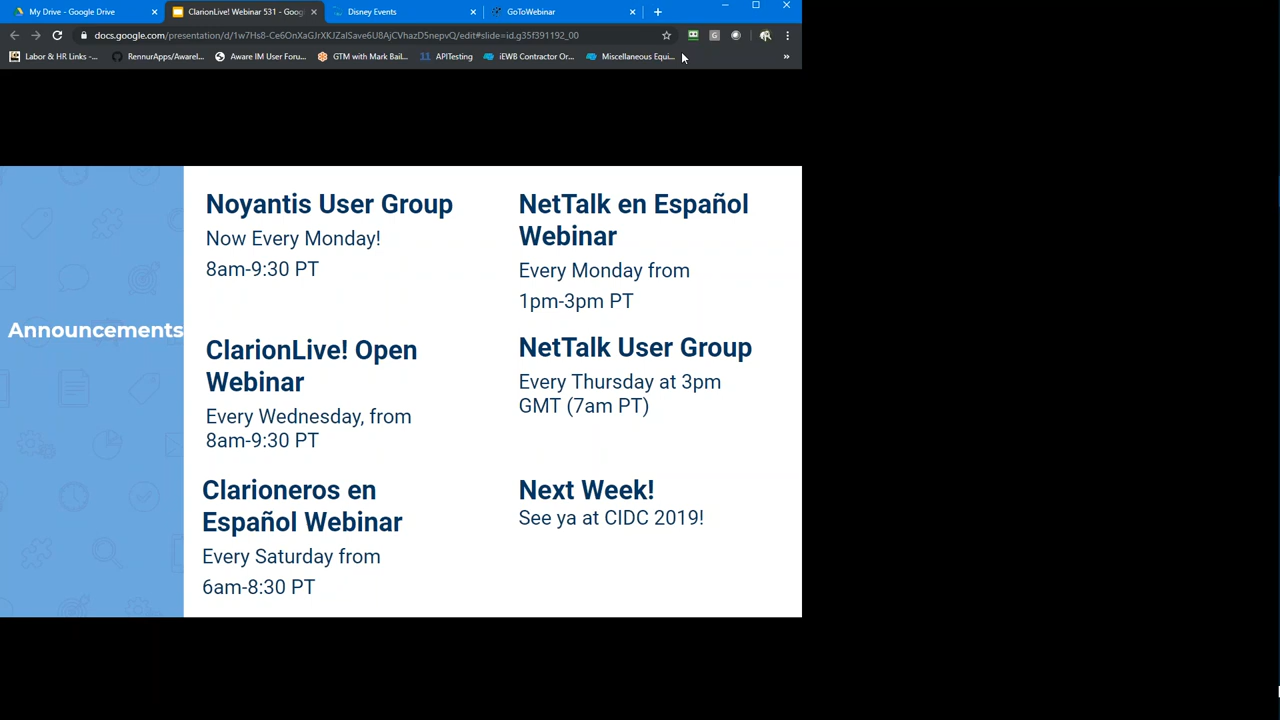 My Drive - Google Drive
ClarionLive! Webinar 531 - Goog
Disney Events
GoToWebinar
docs.google.com/presentation/d/1w7Hs8-Ce6OnXaGJrXKJZalSave6U8AjCVhazD5nepvQ/edit#slide=id.g35f391192_00
Labor & HR Links -...
RennurApps/Awarel...
Aware IM User Foru...
GTM with Mark Bail...
11 APITesting
iEWB Contractor Or...
Miscellaneous Equi...
Announcements
Noyantis User Group
Now Every Monday!
8am-9:30 PT
ClarionLive! Open
Webinar
Every Wednesday, from
8am-9:30 PT
Clarioneros en
Español Webinar
Every Saturday from
6am-8:30 PT
NetTalk en Español
Webinar
Every Monday from
1pm-3pm PT
NetTalk User Group
Every Thursday at 3pm
GMT (7am PT)
Next Week!
See ya at CIDC 2019!